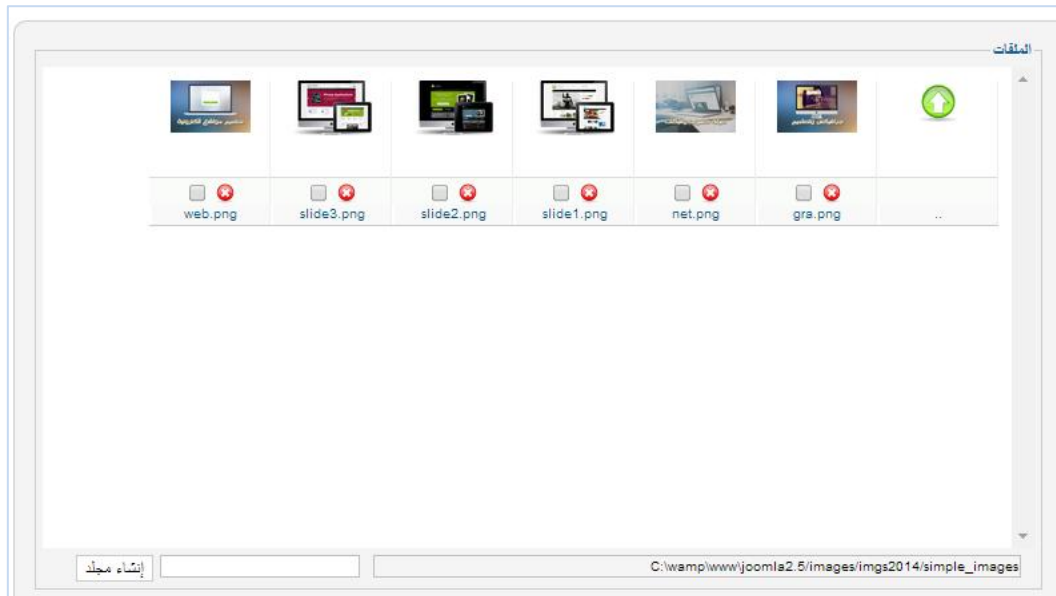 الملفات
..
gra.png
net.png
slide1.png
slide2.png
slide3.png
web.png
C:\wamp\www\joomla2.5/images/imgs2014/simple_images
إنشاء مجلد